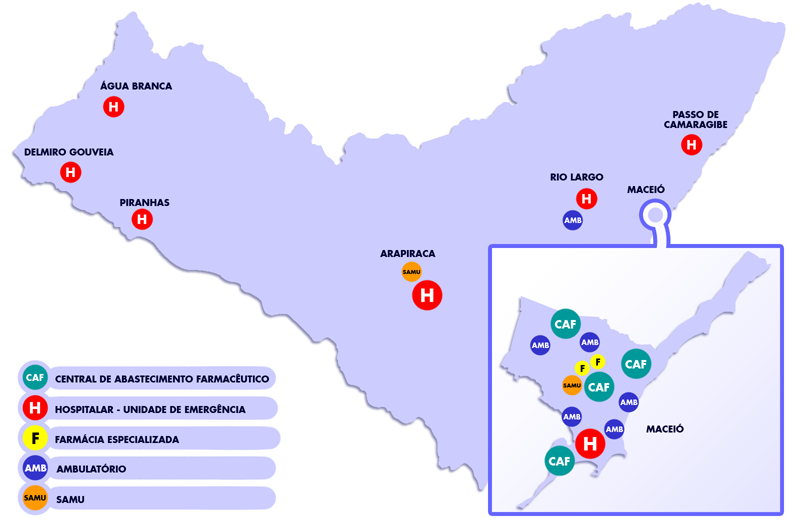 ÁGUA BRANCA
H
DELMIRO GOUVEIA
H
PIRANHAS
H
PASSO DE
CAMARAGIBE
H
RIO LARGO
H
AMB
MACEIÓ
ARAPIRACA
SAMU
H
CAF
AMB
AMB
F
F
CAF
SAMU
CAF
AMB
AMB
AMB
MACEIÓ
H
CAF
CAF CENTRAL DE ABASTECIMENTO FARMACÊUTICO
H HOSPITALAR - UNIDADE DE EMERGÊNCIA
F FARMÁCIA ESPECIALIZADA
AMB AMBULATÓRIO
SAMU SAMU